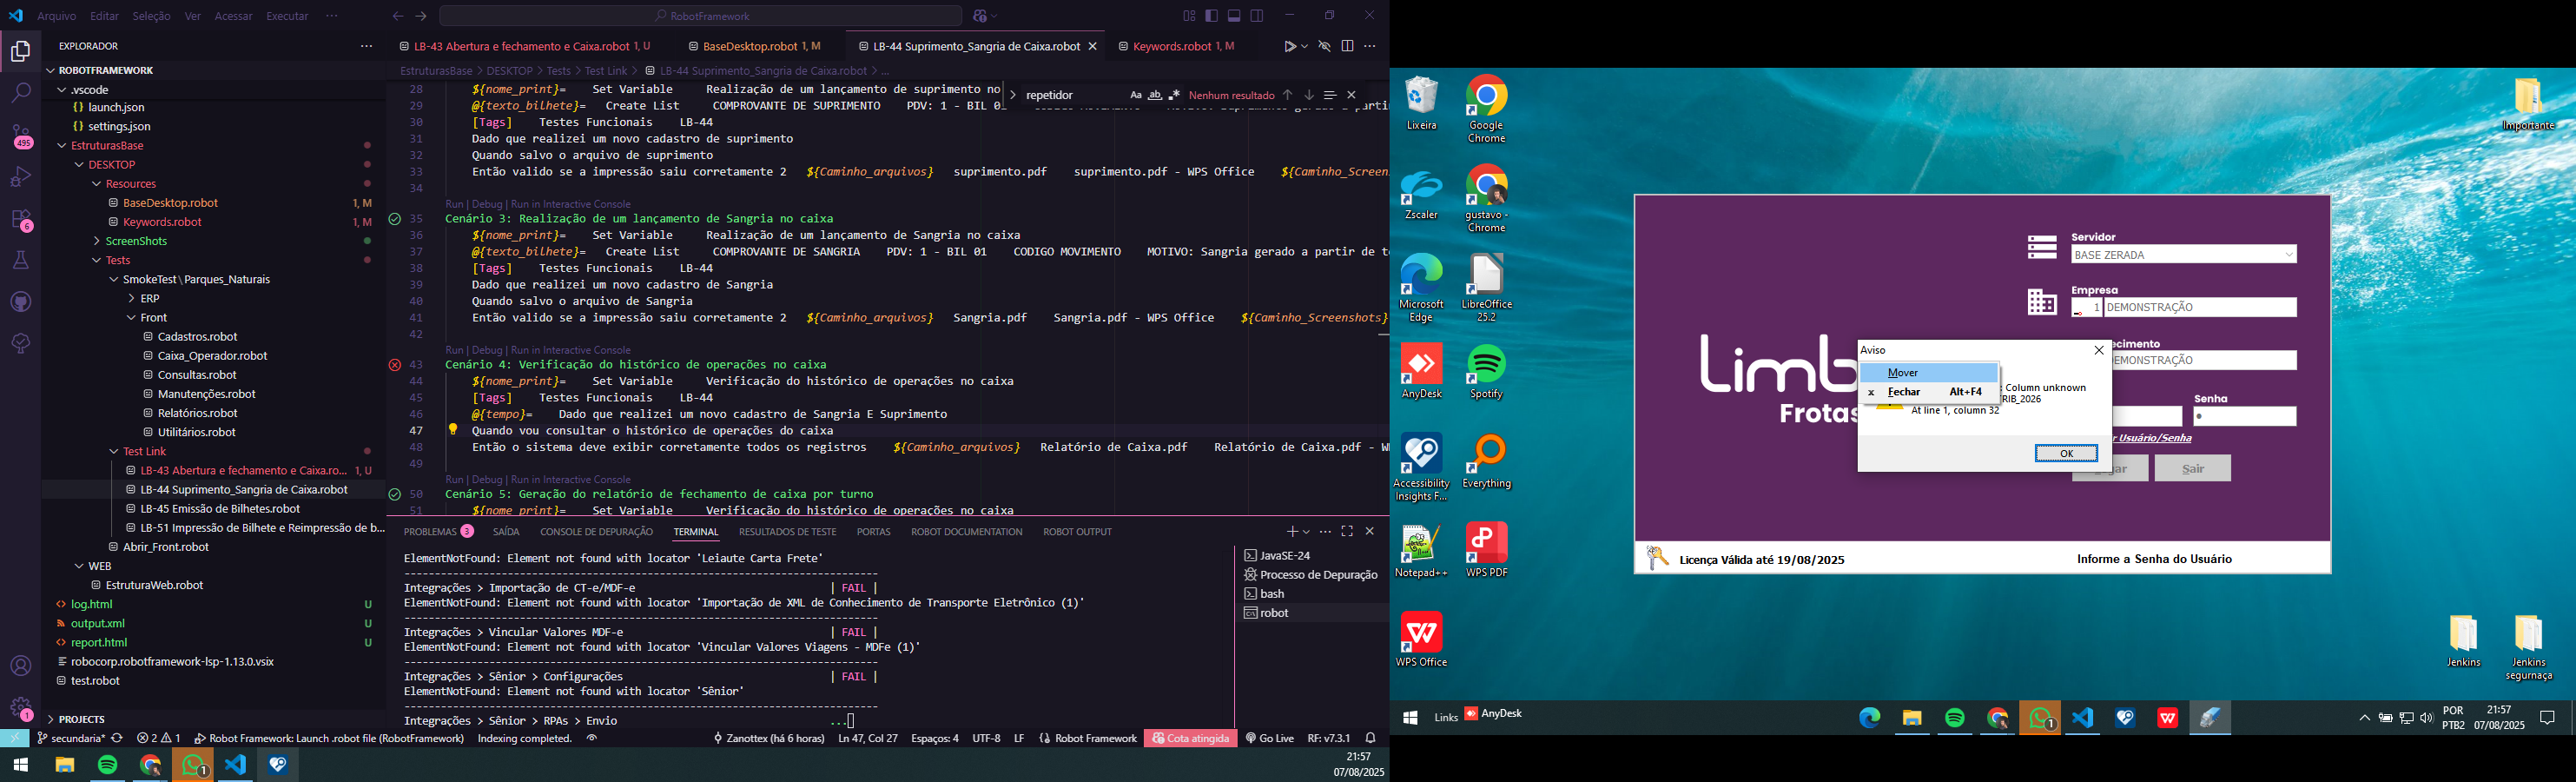 Arquivo Editar Seleção Ver Acessar Executar ···
RobotFramework
EXPLORADOR
ROBOTFRAMEWORK
.vscode
launch.json
settings.json
EstruturasBase
DESKTOP
Resources
BaseDesktop.robot 1, M
Keywords.robot 1, M
ScreenShots
Tests
SmokeTest\Parques_Naturais
ERP
Front
Cadastros.robot
Caixa_Operador.robot
Consultas.robot
Manutenções.robot
Relatórios.robot
Utilitários.robot
Test Link
LB-43 Abertura e fechamento e Caixa.ro... 1, U
LB-44 Suprimento_Sangria de Caixa.robot
LB-45 Emissão de Bilhetes.robot
LB-51 Impressão de Bilhete e Reimpressão de b...
Abrir_Front.robot
WEB
EstruturaWeb.robot
log.html U
output.xml U
report.html U
robocorp.robotframework-lsp-1.13.0.vsix
test.robot
PROJECTS
495
6
1
LB-43 Abertura e fechamento e Caixa.robot 1, U
BaseDesktop.robot 1, M
LB-44 Suprimento_Sangria de Caixa.robot
Keywords.robot 1, M
EstruturasBase > DESKTOP > Tests > Test Link > LB-44 Suprimento_Sangria de Caixa.robot > ...
repetidor Aa ab Nenhum resultado
28 ${nome_print}= Set Variable Realização de um lançamento de suprimento no
29 @{texto_bilhete}= Create List COMPROVANTE DE SUPRIMENTO PDV: 1 - BIL 01
30 [Tags] Testes Funcionais LB-44
31 Dado que realizei um novo cadastro de suprimento
32 Quando salvo o arquivo de suprimento
33 Então valido se a impressão saiu corretamente 2 ${Caminho_arquivos} suprimento.pdf suprimento.pdf - WPS Office ${Caminho_Screens
34
Run | Debug | Run in Interactive Console
35 Cenário 3: Realização de um lançamento de Sangria no caixa
36 ${nome_print}= Set Variable Realização de um lançamento de Sangria no caixa
37 @{texto_bilhete}= Create List COMPROVANTE DE SANGRIA PDV: 1 - BIL 01 CODIGO MOVIMENTO MOTIVO: Sangria gerado a partir de te
38 [Tags] Testes Funcionais LB-44
39 Dado que realizei um novo cadastro de Sangria
40 Quando salvo o arquivo de Sangria
41 Então valido se a impressão saiu corretamente 2 ${Caminho_arquivos} Sangria.pdf Sangria.pdf - WPS Office ${Caminho_Screenshots}
42
Run | Debug | Run in Interactive Console
43 Cenário 4: Verificação do histórico de operações no caixa
44 ${nome_print}= Set Variable Verificação do histórico de operações no caixa
45 [Tags] Testes Funcionais LB-44
46 @{tempo}= Dado que realizei um novo cadastro de Sangria E Suprimento
47 Quando vou consultar o histórico de operações do caixa
48 Então o sistema deve exibir corretamente todos os registros ${Caminho_arquivos} Relatório de Caixa.pdf Relatório de Caixa.pdf - W
49
Run | Debug | Run in Interactive Console
50 Cenário 5: Geração do relatório de fechamento de caixa por turno
51 ${nome_print}= Set Variable Verificação do histórico de operações no caixa
PROBLEMAS 3 SAÍDA CONSOLE DE DEPURAÇÃO TERMINAL RESULTADOS DE TESTE PORTAS ROBOT DOCUMENTATION ROBOT OUTPUT
ElementNotFound: Element not found with locator 'Leiaute Carta Frete'
------------------------------------------------------------------------------
Integrações > Importação de CT-e/MDF-e | FAIL |
ElementNotFound: Element not found with locator 'Importação de XML de Conhecimento de Transporte Eletrônico (1)'
------------------------------------------------------------------------------
Integrações > Vincular Valores MDF-e | FAIL |
ElementNotFound: Element not found with locator 'Vincular Valores Viagens - MDFe (1)'
------------------------------------------------------------------------------
Integrações > Sênior > Configurações | FAIL |
ElementNotFound: Element not found with locator 'Sênior'
------------------------------------------------------------------------------
Integrações > Sênior > RPAs > Envio ...
JavaSE-24
Processo de Depuração
bash
robot
secundaria* 2 1 Robot Framework: Launch .robot file (RobotFramework) Indexing completed. Zanottex (há 6 horas) Ln 47, Col 27 Espaços: 4 UTF-8 LF Robot Framework Cota atingida Go Live RF: v7.3.1
1
21:57
07/08/2025
Lixeira
Google Chrome
Zscaler
gustavo - Chrome
Microsoft Edge
LibreOffice 25.2
AnyDesk
Spotify
Accessibility Insights F...
Everything
Notepad++
WPS PDF
WPS Office
Importante
Jenkins
Jenkins segurnaça
Limb
Frotas
Servidor
BASE ZERADA
Empresa
1 DEMONSTRAÇÃO
ecimento
DEMONSTRAÇÃO
Senha
r Usuário/Senha
gar
Sair
Aviso
Mover
x Fechar Alt+F4
: Column unknown
RIB_2026
At line 1, column 32
OK
Licença Válida até 19/08/2025
Informe a Senha do Usuário
Links AnyDesk
1
POR
PTB2
21:57
07/08/2025